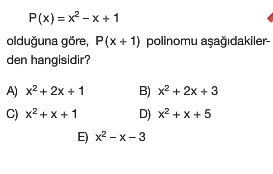 P(x) = x² – x + 1
olduğuna göre, P(x + 1) polinomu aşağıdakiler-
den hangisidir?
A) x² + 2x + 1 B) x² + 2x + 3
C) x² + x + 1 D) x² + x + 5
E) x² – x – 3